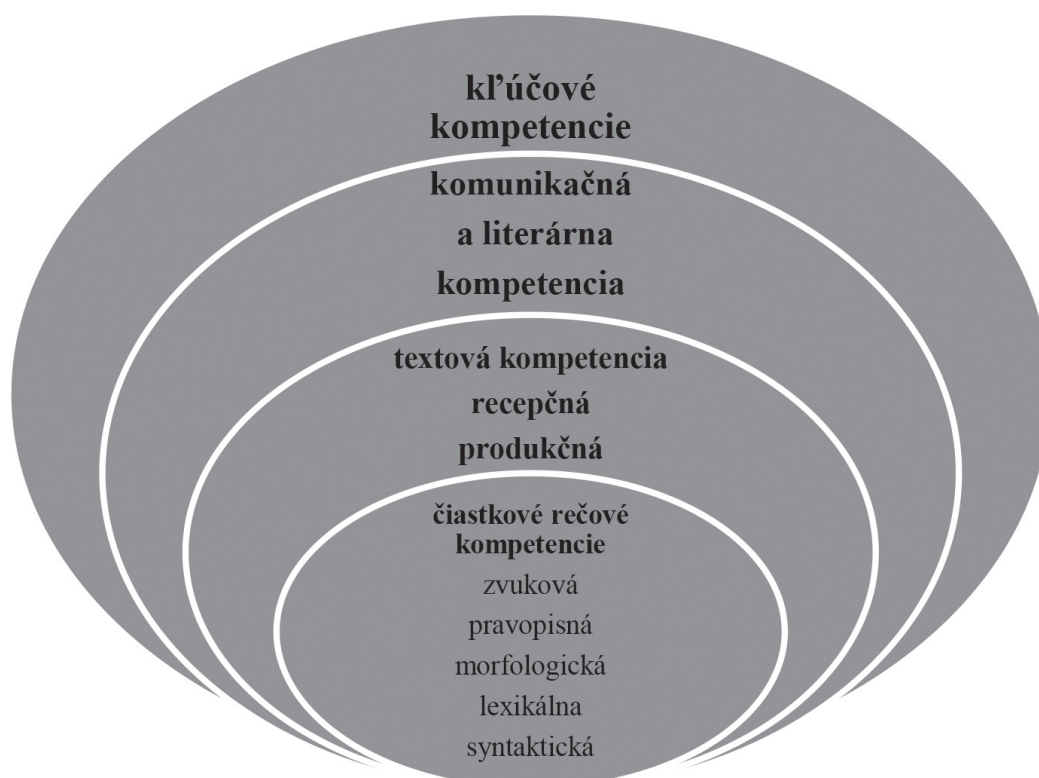 kľúčové
kompetencie
komunikačná
a literárna
kompetencia
textová kompetencia
recepčná
produkčná
čiastkové rečové
kompetencie
zvuková
pravopisná
morfologická
lexikálna
syntaktická